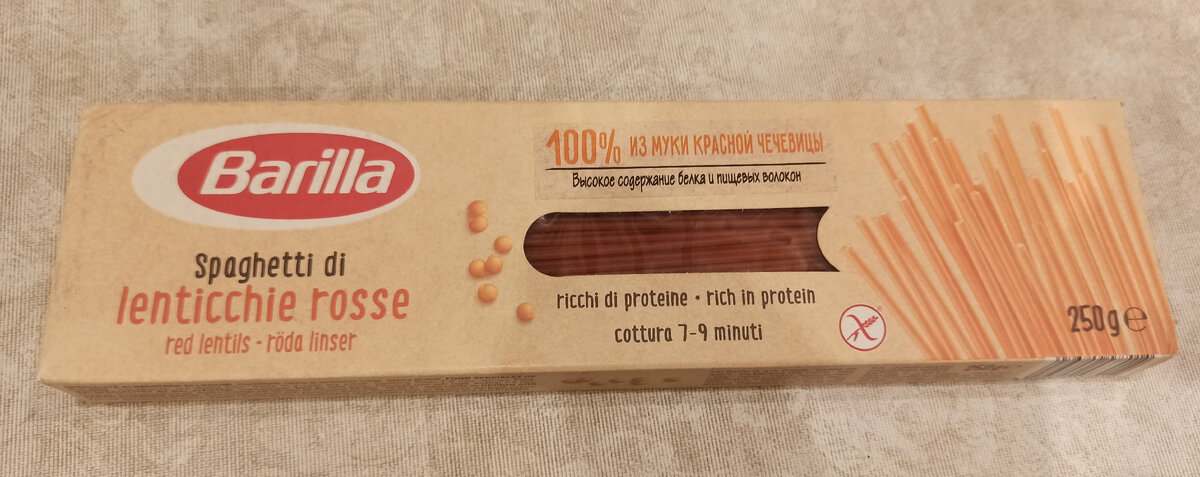 Barilla
Spaghetti di
lenticchie rosse
red lentils - röda linser
100% ИЗ МУКИ КРАСНОЙ ЧЕЧЕВИЦЫ
Высокое содержание белка и пищевых волокон
ricchi di proteine • rich in protein
cottura 7-9 minuti
250g e